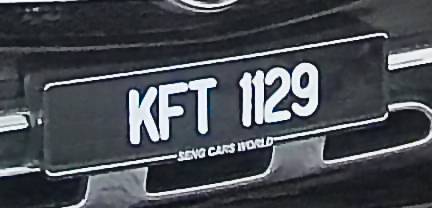 KFT 1129
SENG CARS WORLD